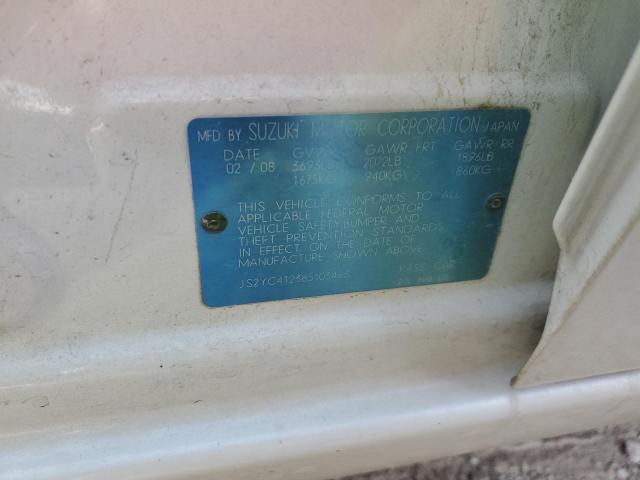 MFD BY SUZUKI MOTOR CORPORATION JAPAN
DATE GAWR FRT GAWR RR
02 / 08 3693LB 2072LB 1896LB
1675KG 940KG 860KG
THIS VEHICLE CONFORMS TO ALL
APPLICABLE FEDERAL MOTOR
VEHICLE SAFETY,BUMPER AND
THEFT PREVENTION STANDARDS
IN EFFECT ON THE DATE OF
MANUFACTURE SHOWN ABOVE
PASS CAR